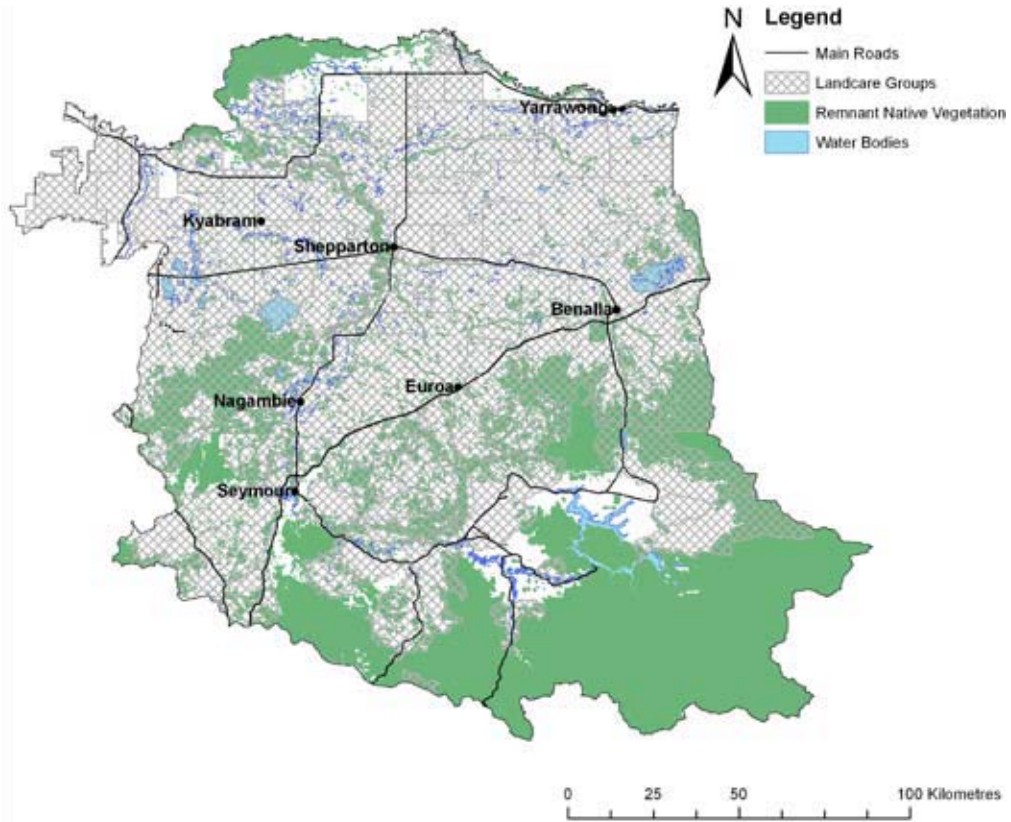 N
Legend
Main Roads
Landcare Groups
Remnant Native Vegetation
Water Bodies
Yarrawonga
Kyabram
Shepparton
Benalla
Euroa
Nagambie
Seymour
0 25 50 100 Kilometres